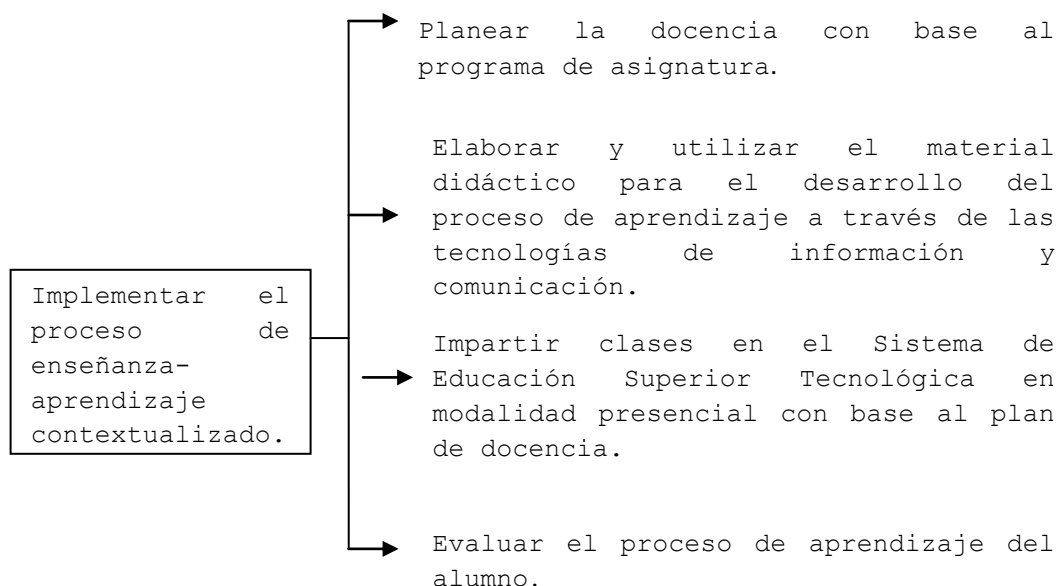 Planear la docencia con base al
programa de asignatura.
Elaborar y utilizar el material
didáctico para el desarrollo del
proceso de aprendizaje a través de las
tecnologías de información y
comunicación.
Implementar el
proceso de
enseñanza-
aprendizaje
contextualizado.
Impartir clases en el Sistema de
Educación Superior Tecnológica en
modalidad presencial con base al plan
de docencia.
Evaluar el proceso de aprendizaje del
alumno.